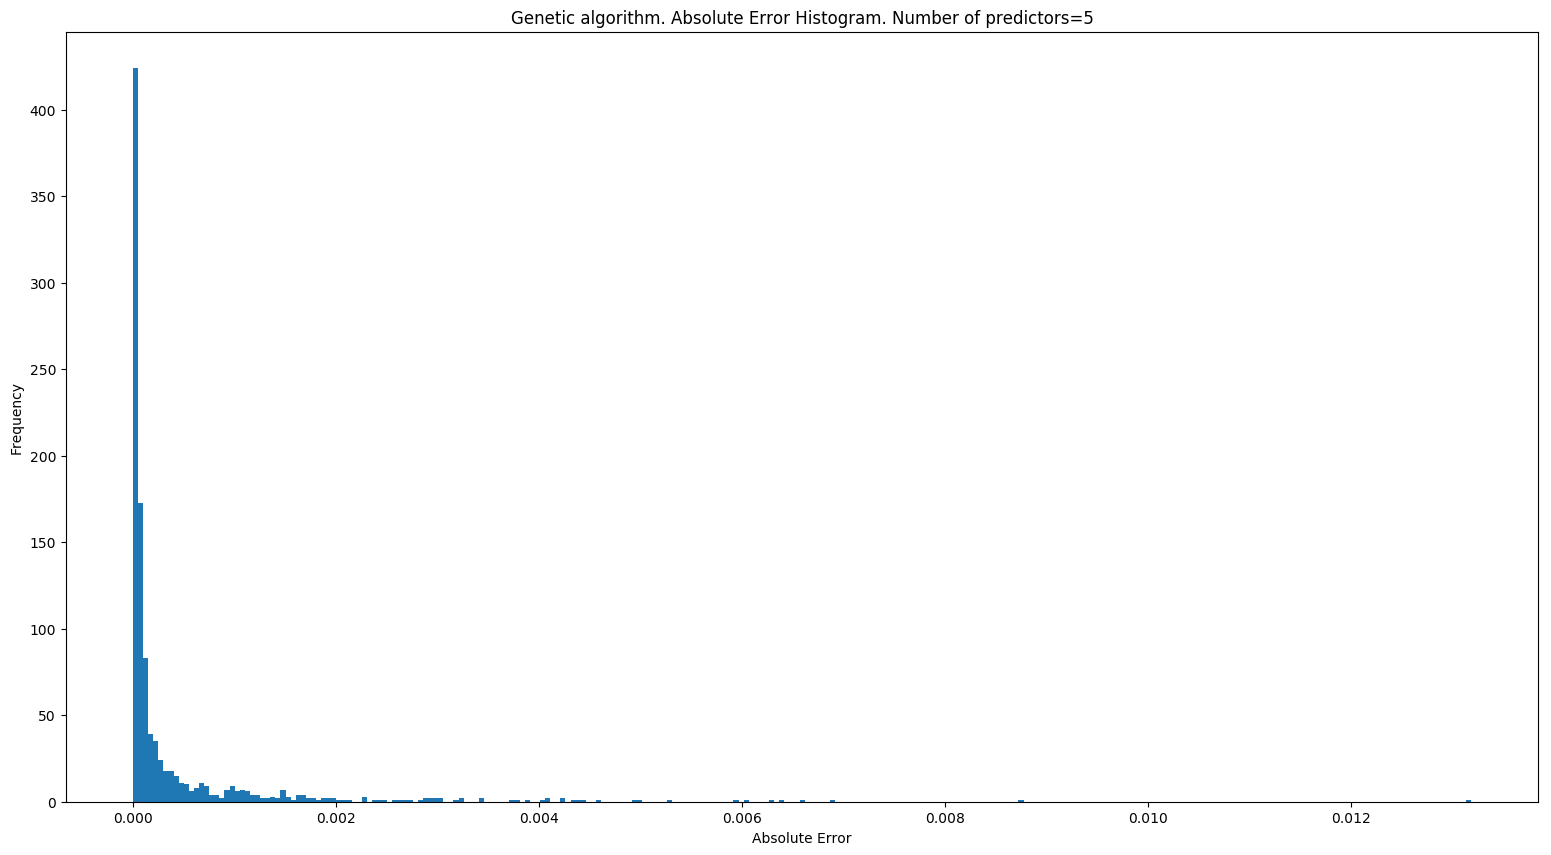 Genetic algorithm. Absolute Error Histogram. Number of predictors=5
400
350
300
250
200
150
100
50
0
Frequency
0.000 0.002 0.004 0.006 0.008 0.010 0.012
Absolute Error